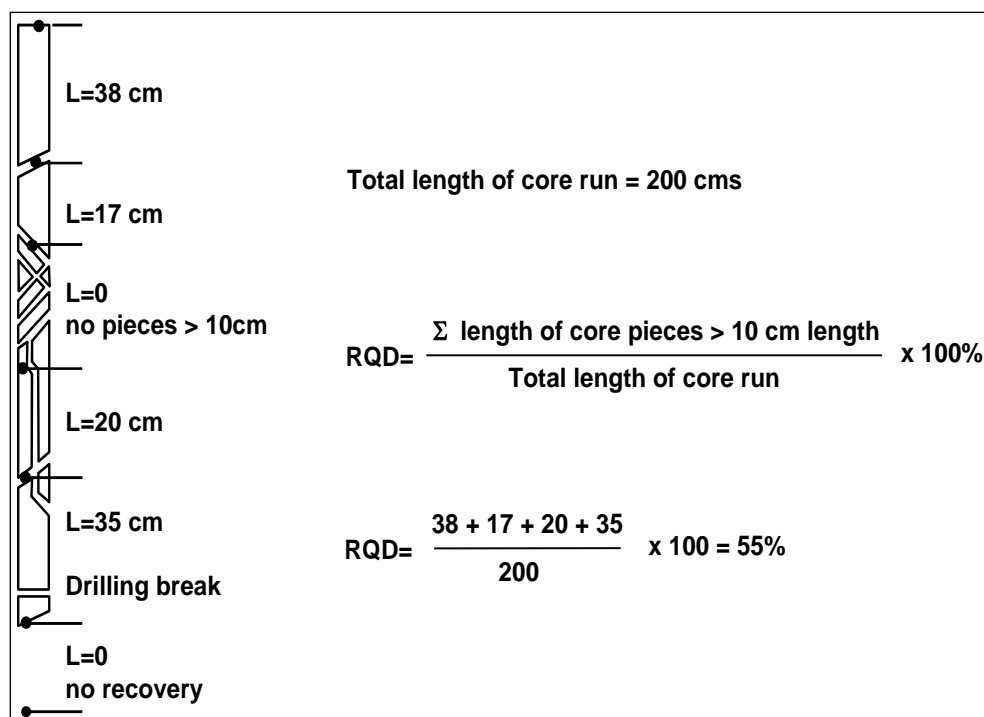 L=38 cm
L=17 cm
L=0
no pieces > 10cm
L=20 cm
L=35 cm
Drilling break
L=0
no recovery
Total length of core run = 200 cms
RQD= Σ length of core pieces > 10 cm length x 100%
Total length of core run
RQD= 38 + 17 + 20 + 35 x 100 = 55%
200